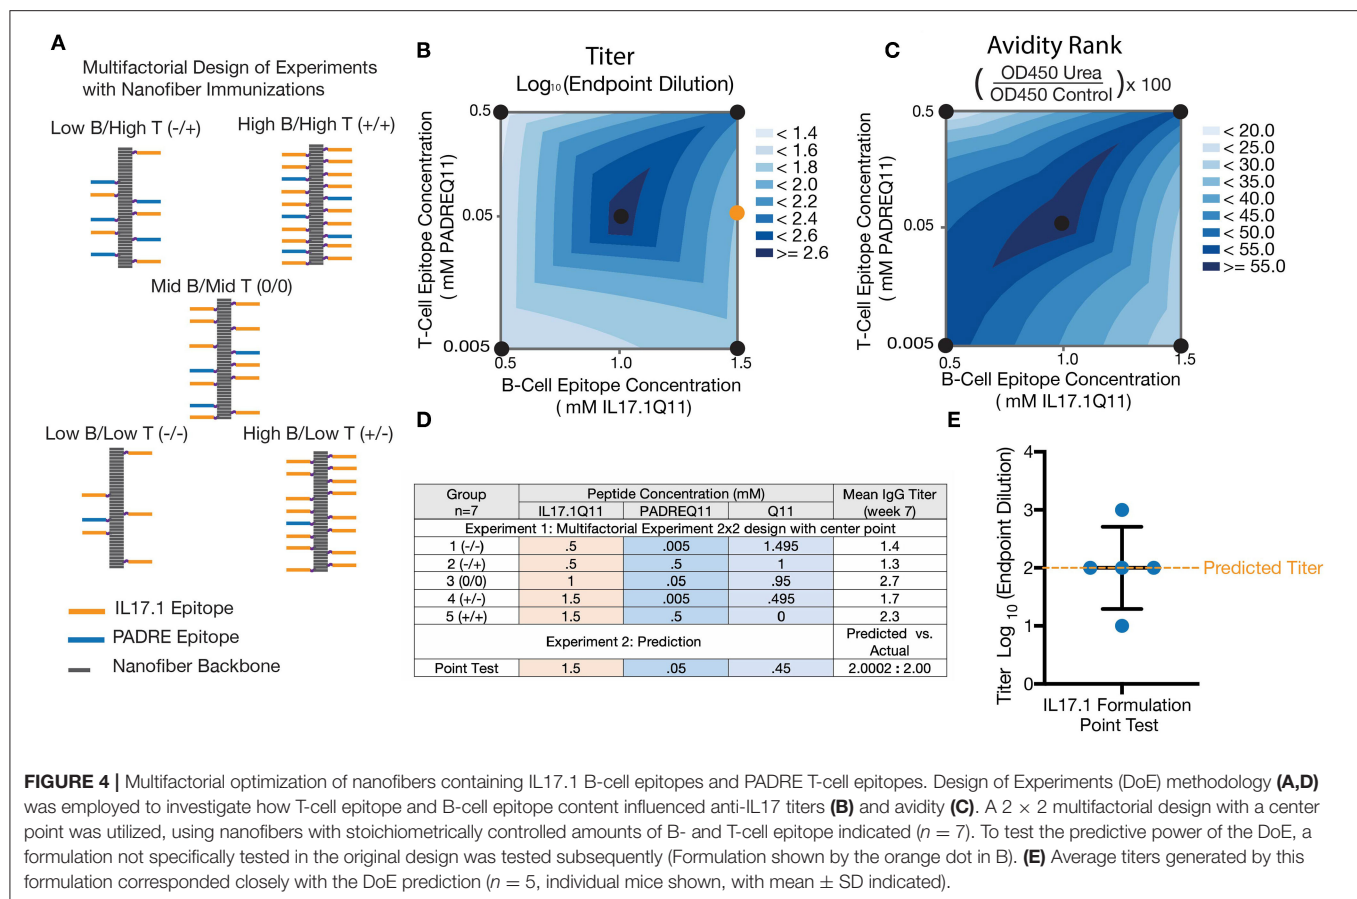 A
Multifactorial Design of Experiments
with Nanofiber Immunizations
Low B/High T (-/+)
High B/High T (+/+)
Mid B/Mid T (0/0)
Low B/Low T (-/-)
High B/Low T (+/-)
IL17.1 Epitope
PADRE Epitope
Nanofiber Backbone
B
Titer
Log₁₀ (Endpoint Dilution)
T-Cell Epitope Concentration
( mM PADREQ11)
0.5
0.05
0.005
0.5
1.0
1.5
B-Cell Epitope Concentration
( mM IL17.1Q11)
< 1.4
< 1.6
< 1.8
< 2.0
< 2.2
< 2.4
< 2.6
>= 2.6
C
Avidity Rank
( OD450 Urea
OD450 Control ) x 100
T-Cell Epitope Concentration
( mM PADREQ11)
0.5
0.05
0.005
0.5
1.0
1.5
B-Cell Epitope Concentration
( mM IL17.1Q11)
< 20.0
< 25.0
< 30.0
< 35.0
< 40.0
< 45.0
< 50.0
< 55.0
>= 55.0
D
Group n=7 Peptide Concentration (mM) Mean IgG Titer (week 7)
IL17.1Q11 PADREQ11 Q11
Experiment 1: Multifactorial Experiment 2x2 design with center point
1 (-/-) .5 .005 1.495 1.4
2 (-/+) .5 .5 1 1.3
3 (0/0) 1 .05 .95 2.7
4 (+/-) 1.5 .005 .495 1.7
5 (+/+) 1.5 .5 0 2.3
Experiment 2: Prediction Predicted vs. Actual
Point Test 1.5 .05 .45 2.0002 : 2.00
E
Titer Log ₁₀ (Endpoint Dilution)
4
3
2
1
0
Predicted Titer
IL17.1 Formulation
Point Test
FIGURE 4 | Multifactorial optimization of nanofibers containing IL17.1 B-cell epitopes and PADRE T-cell epitopes. Design of Experiments (DoE) methodology (A,D)
was employed to investigate how T-cell epitope and B-cell epitope content influenced anti-IL17 titers (B) and avidity (C). A 2 × 2 multifactorial design with a center
point was utilized, using nanofibers with stoichiometrically controlled amounts of B- and T-cell epitope indicated (n = 7). To test the predictive power of the DoE, a
formulation not specifically tested in the original design was tested subsequently (Formulation shown by the orange dot in B). (E) Average titers generated by this
formulation corresponded closely with the DoE prediction (n = 5, individual mice shown, with mean ± SD indicated).